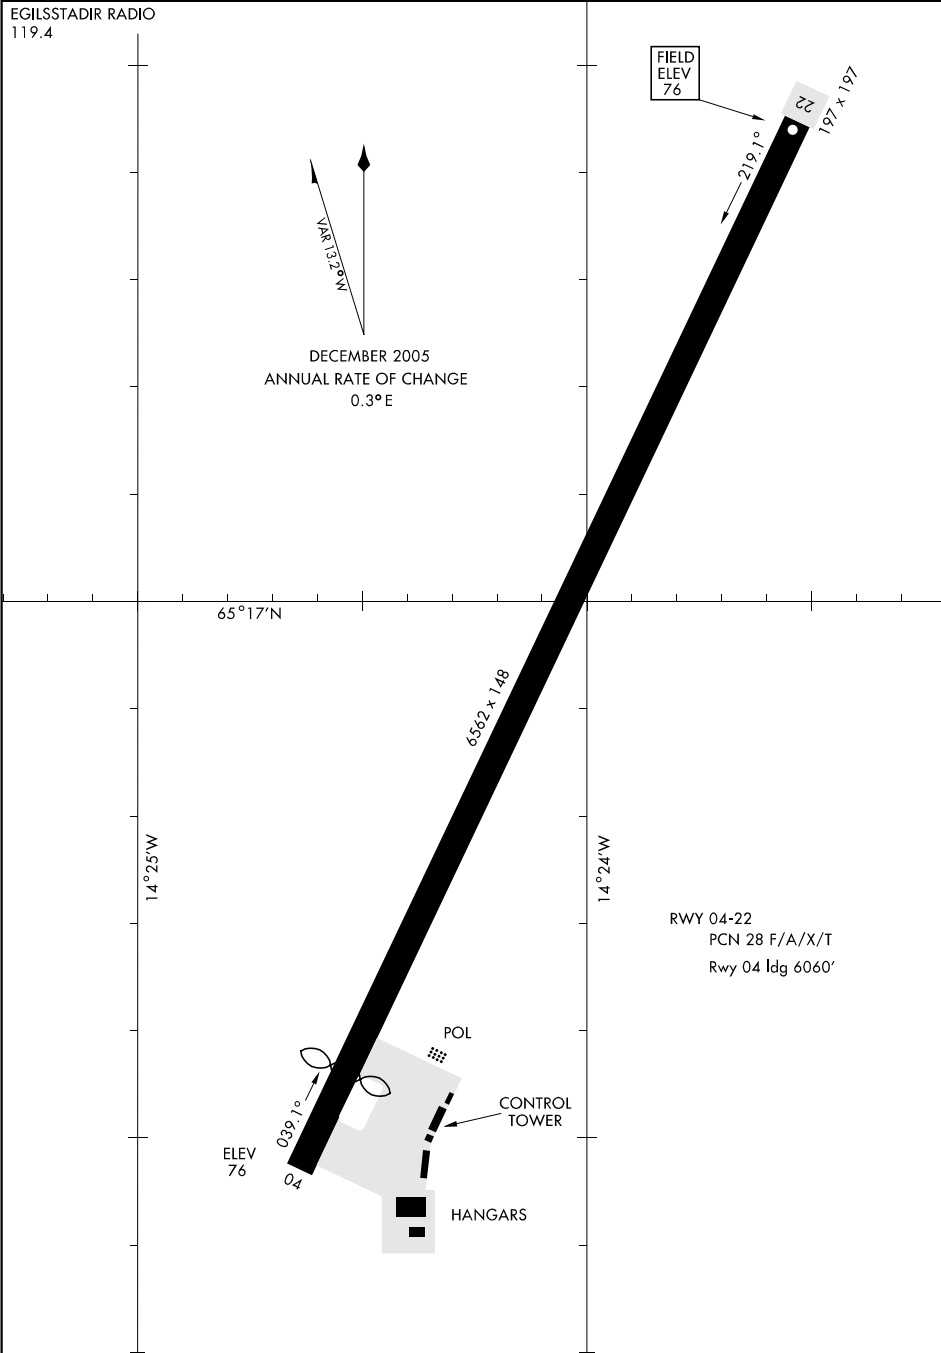 EGILSSTADIR RADIO
119.4
FIELD
ELEV
76
22
197 x 197
219.1°
VAR 13.2° W
DECEMBER 2005
ANNUAL RATE OF CHANGE
0.3° E
65°17'N
6562 x 148
14°25'W
14°24'W
RWY 04-22
PCN 28 F/A/X/T
Rwy 04 ldg 6060'
POL
CONTROL
TOWER
039.1°
ELEV
76
04
HANGARS